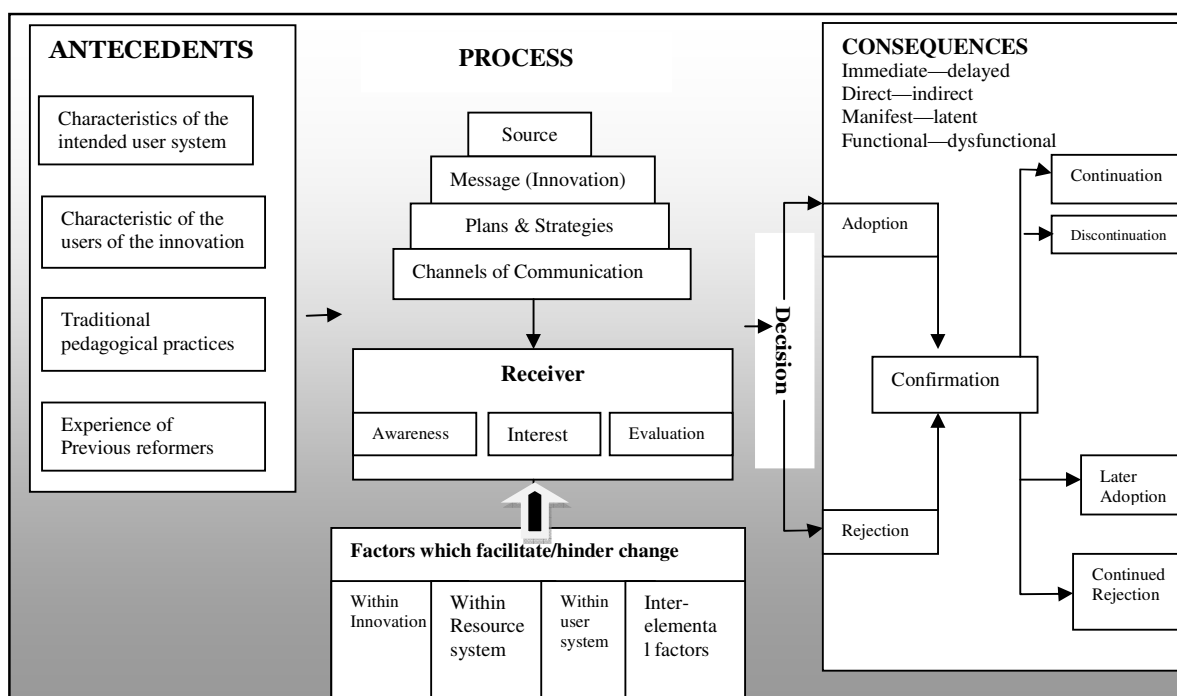 ANTECEDENTS
Characteristics of the
intended user system
Characteristic of the
users of the innovation
Traditional
pedagogical practices
Experience of
Previous reformers
PROCESS
Source
Message (Innovation)
Plans & Strategies
Channels of Communication
Receiver
Awareness
Interest
Evaluation
Factors which facilitate/hinder change
Within
Innovation
Within
Resource
system
Within
user
system
Inter-
elementa
l factors
Decision
CONSEQUENCES
Immediate—delayed
Direct—indirect
Manifest—latent
Functional—dysfunctional
Adoption
Rejection
Confirmation
Continuation
Discontinuation
Later
Adoption
Continued
Rejection